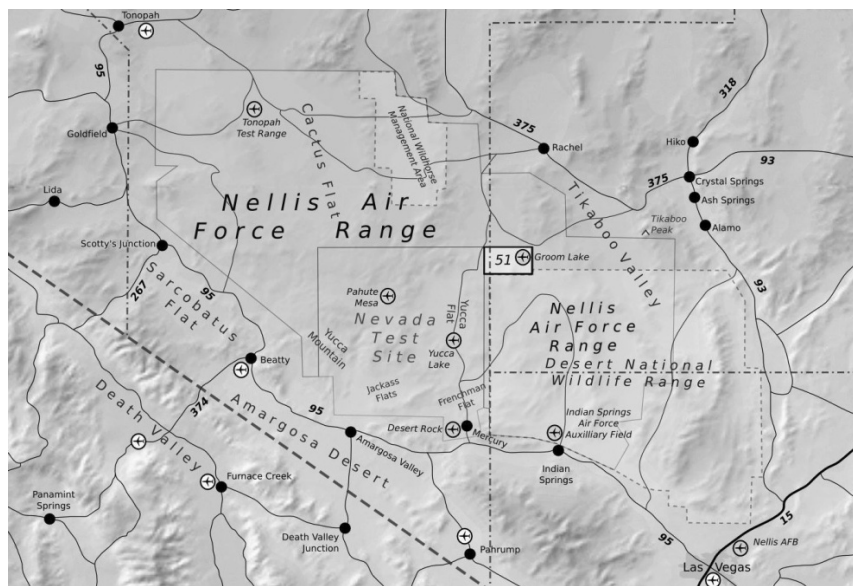 Tonopah
95
318
National Wildhorse
Management Area
Cactus Flat
Tonopah
Test Range
375
Goldfield
Rachel
Hiko
93
375
Crystal Springs
Lida
Nellis Air
Force Range
Tikaboo Valley
Ash Springs
Tikaboo
Peak
Alamo
Scotty's Junction
51
Groom Lake
267
95
Sarcobatus
Flat
93
Pahute
Mesa
Yucca
Flat
Nevada
Test
Site
Nellis
Air Force
Range
Yucca
Mountain
Yucca
Lake
Desert National
Wildlife Range
Beatty
Jackass
Flats
Death Valley
374
Amargosa Desert
95
Frenchman
Flat
Indian Springs
Air Force
Auxilliary Field
Desert Rock
Mercury
Amargosa Valley
Indian
Springs
Furnace Creek
Panamint
Springs
15
Death Valley
Junction
95
Pahrump
Nellis AFB
Las Vegas